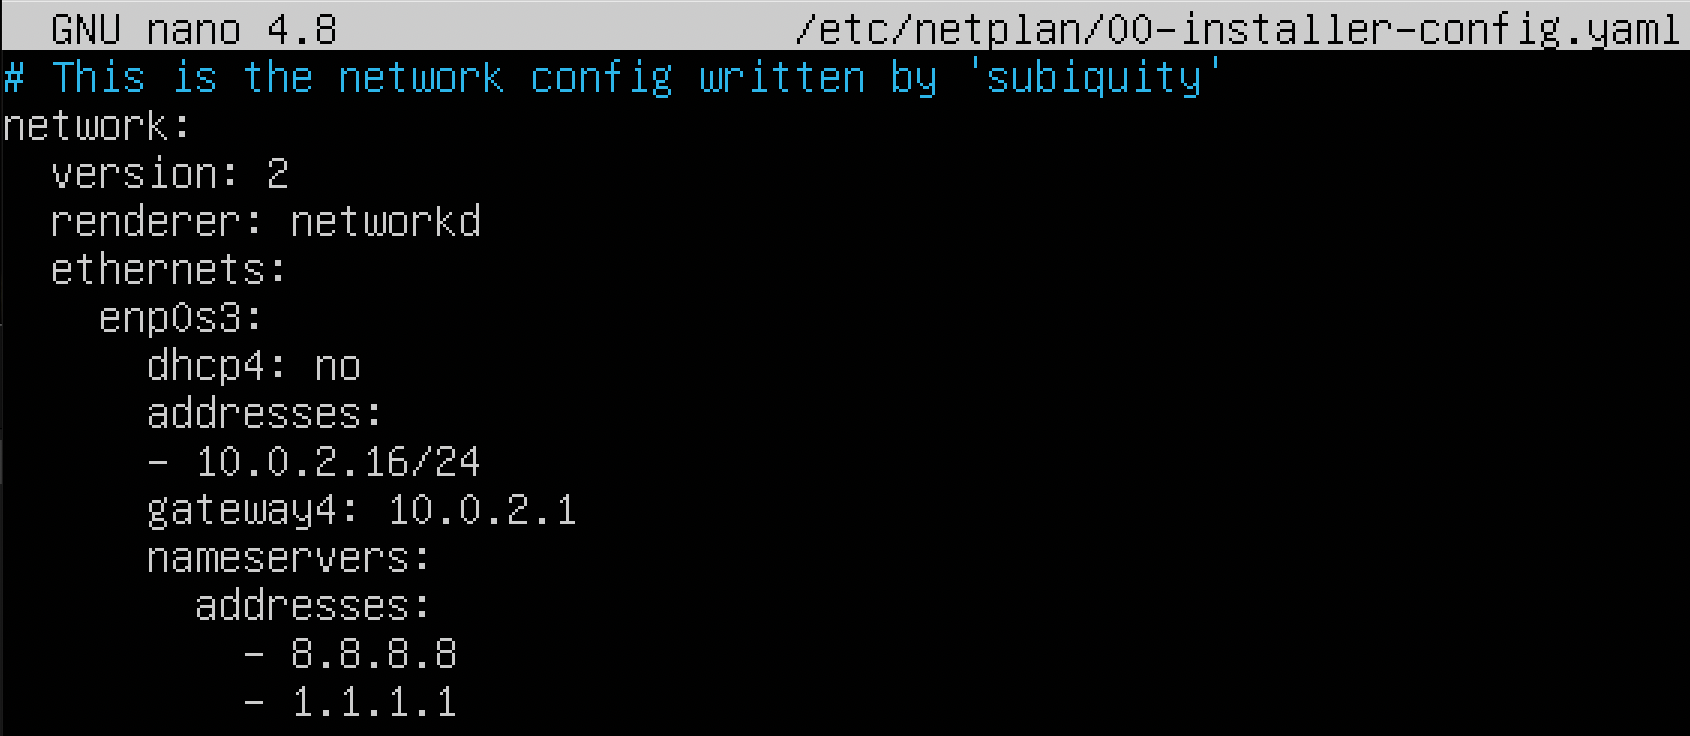 GNU nano 4.8 /etc/netplan/00-installer-config.yaml
# This is the network config written by 'subiquity'
network:
  version: 2
  renderer: networkd
  ethernets:
    enp0s3:
      dhcp4: no
      addresses:
      - 10.0.2.16/24
      gateway4: 10.0.2.1
      nameservers:
        addresses:
          - 8.8.8.8
          - 1.1.1.1